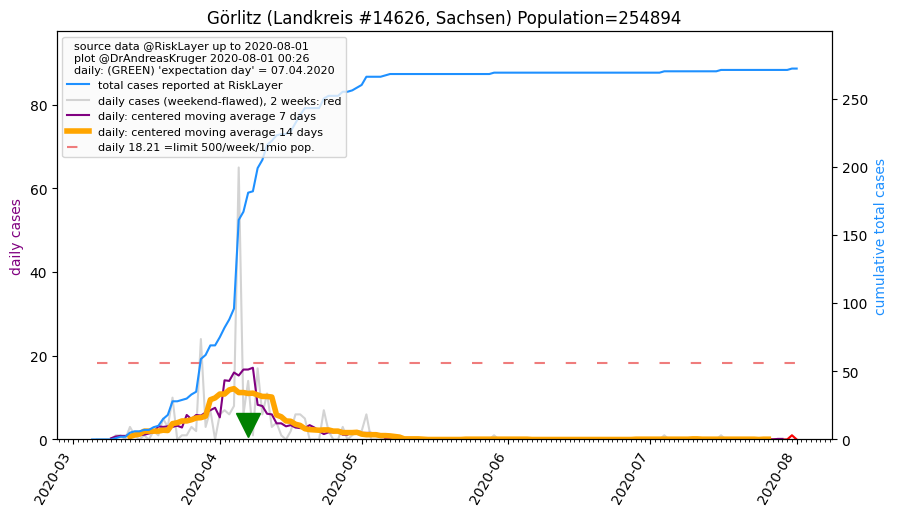 Görlitz (Landkreis #14626, Sachsen) Population=254894
source data @RiskLayer up to 2020-08-01
plot @DrAndreasKruger 2020-08-01 00:26
daily: (GREEN) 'expectation day' = 07.04.2020
total cases reported at RiskLayer
daily cases (weekend-flawed), 2 weeks: red
daily: centered moving average 7 days
daily: centered moving average 14 days
daily 18.21 =limit 500/week/1mio pop.
daily cases
80
60
40
20
0
cumulative total cases
250
200
150
100
50
0
2020-03
2020-04
2020-05
2020-06
2020-07
2020-08